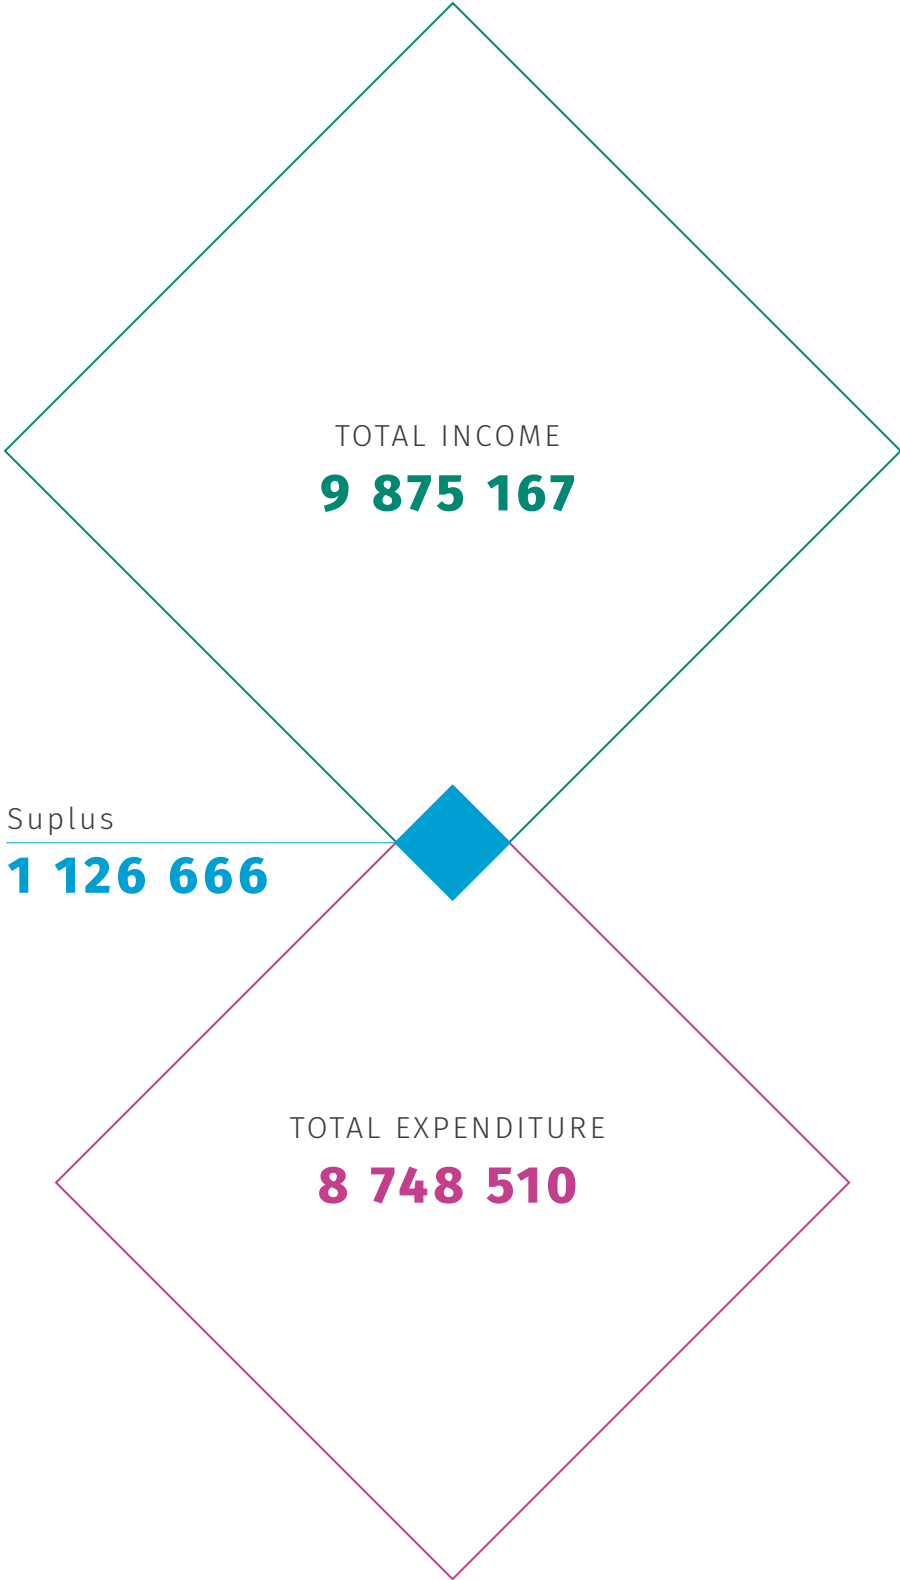 TOTAL INCOME
9 875 167
Suplus
1 126 666
TOTAL EXPENDITURE
8 748 510